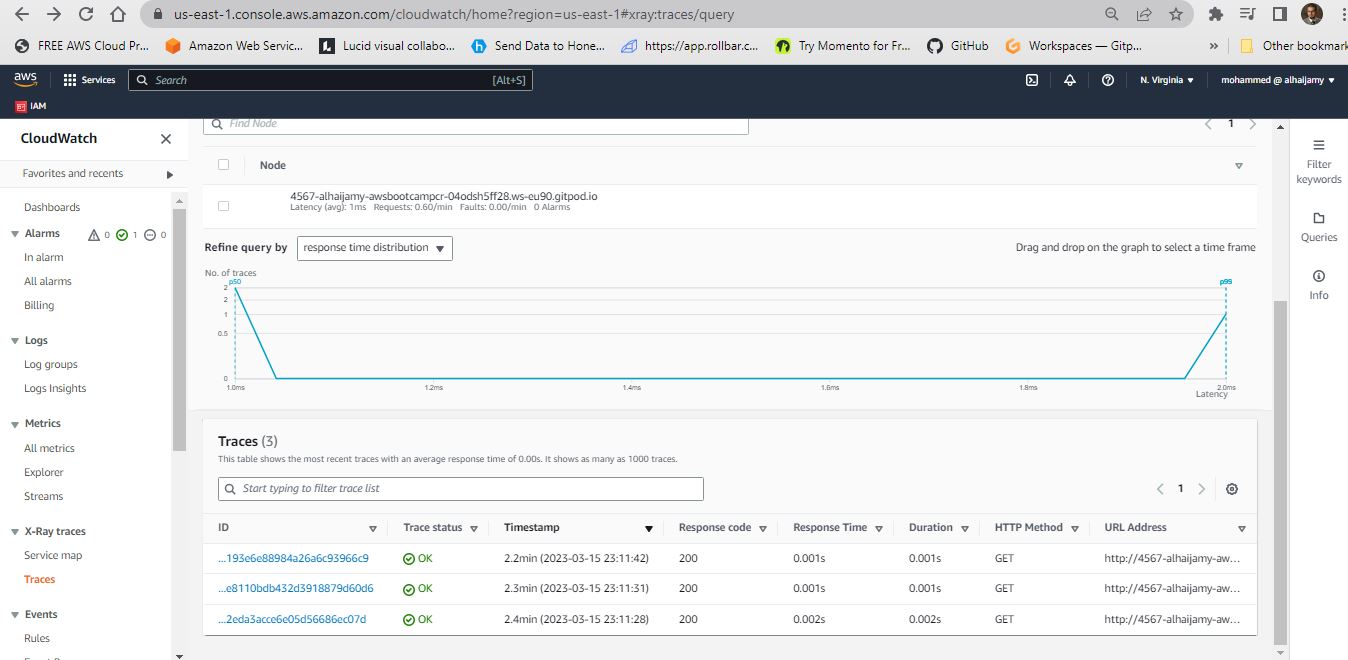 us-east-1.console.aws.amazon.com/cloudwatch/home?region=us-east-1#xray:traces/query
FREE AWS Cloud Pr... Amazon Web Servic... Lucid visual collabo... Send Data to Hone... https://app.rollbar.c... Try Momento for Fr... GitHub Workspaces — Gitp... » Other bookmark
aws Services Search [Alt+S] N. Virginia mohammed @ alhaijamy
IAM
CloudWatch
Favorites and recents
Dashboards
Alarms 0 1 0
In alarm
All alarms
Billing
Logs
Log groups
Logs Insights
Metrics
All metrics
Explorer
Streams
X-Ray traces
Service map
Traces
Events
Rules
Find Node 1
Node
4567-alhaijamy-awsbootcampcr-04odsh5ff28.ws-eu90.gitpod.io
Latency (avg): 1ms Requests: 0.60/min Faults: 0.00/min 0 Alarms
Refine query by response time distribution Drag and drop on the graph to select a time frame
No. of traces
p50 p99
2
2
1
0.5
0
1.0ms 1.2ms 1.4ms 1.6ms 1.8ms 2.0ms
Latency
Traces (3)
This table shows the most recent traces with an average response time of 0.00s. It shows as many as 1000 traces.
Start typing to filter trace list 1
ID Trace status Timestamp Response code Response Time Duration HTTP Method URL Address
...193e6e88984a26a6c93966c9 OK 2.2min (2023-03-15 23:11:42) 200 0.001s 0.001s GET http://4567-alhaijamy-aw...
...e8110bdb432d3918879d60d6 OK 2.3min (2023-03-15 23:11:31) 200 0.001s 0.001s GET http://4567-alhaijamy-aw...
...2eda3acce6e05d56686ec07d OK 2.4min (2023-03-15 23:11:28) 200 0.002s 0.002s GET http://4567-alhaijamy-aw...
Filter
keywords
Queries
Info